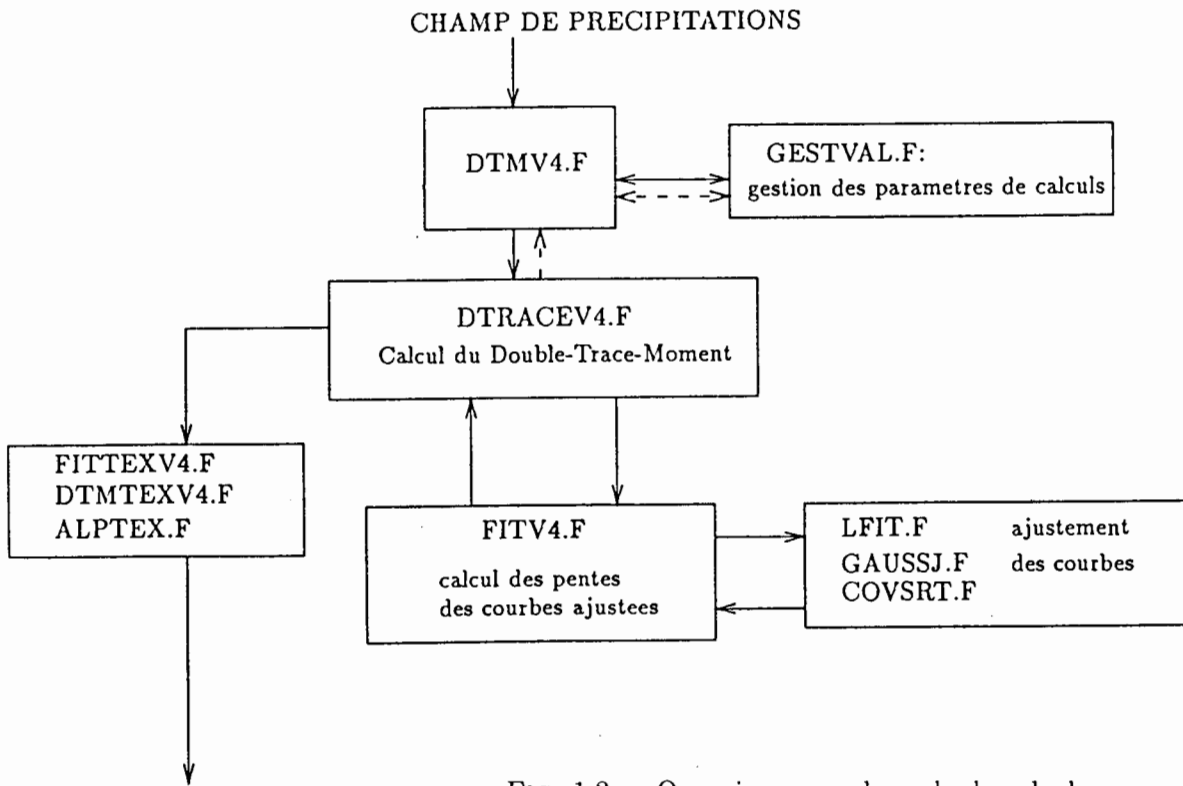 CHAMP DE PRECIPITATIONS
DTMV4.F
GESTVAL.F:
gestion des parametres de calculs
DTRACEV4.F
Calcul du Double-Trace-Moment
FITTEXV4.F
DTMTEXV4.F
ALPTEX.F
FITV4.F
calcul des pentes
des courbes ajustees
LFIT.F ajustement
GAUSSJ.F des courbes
COVSRT.F